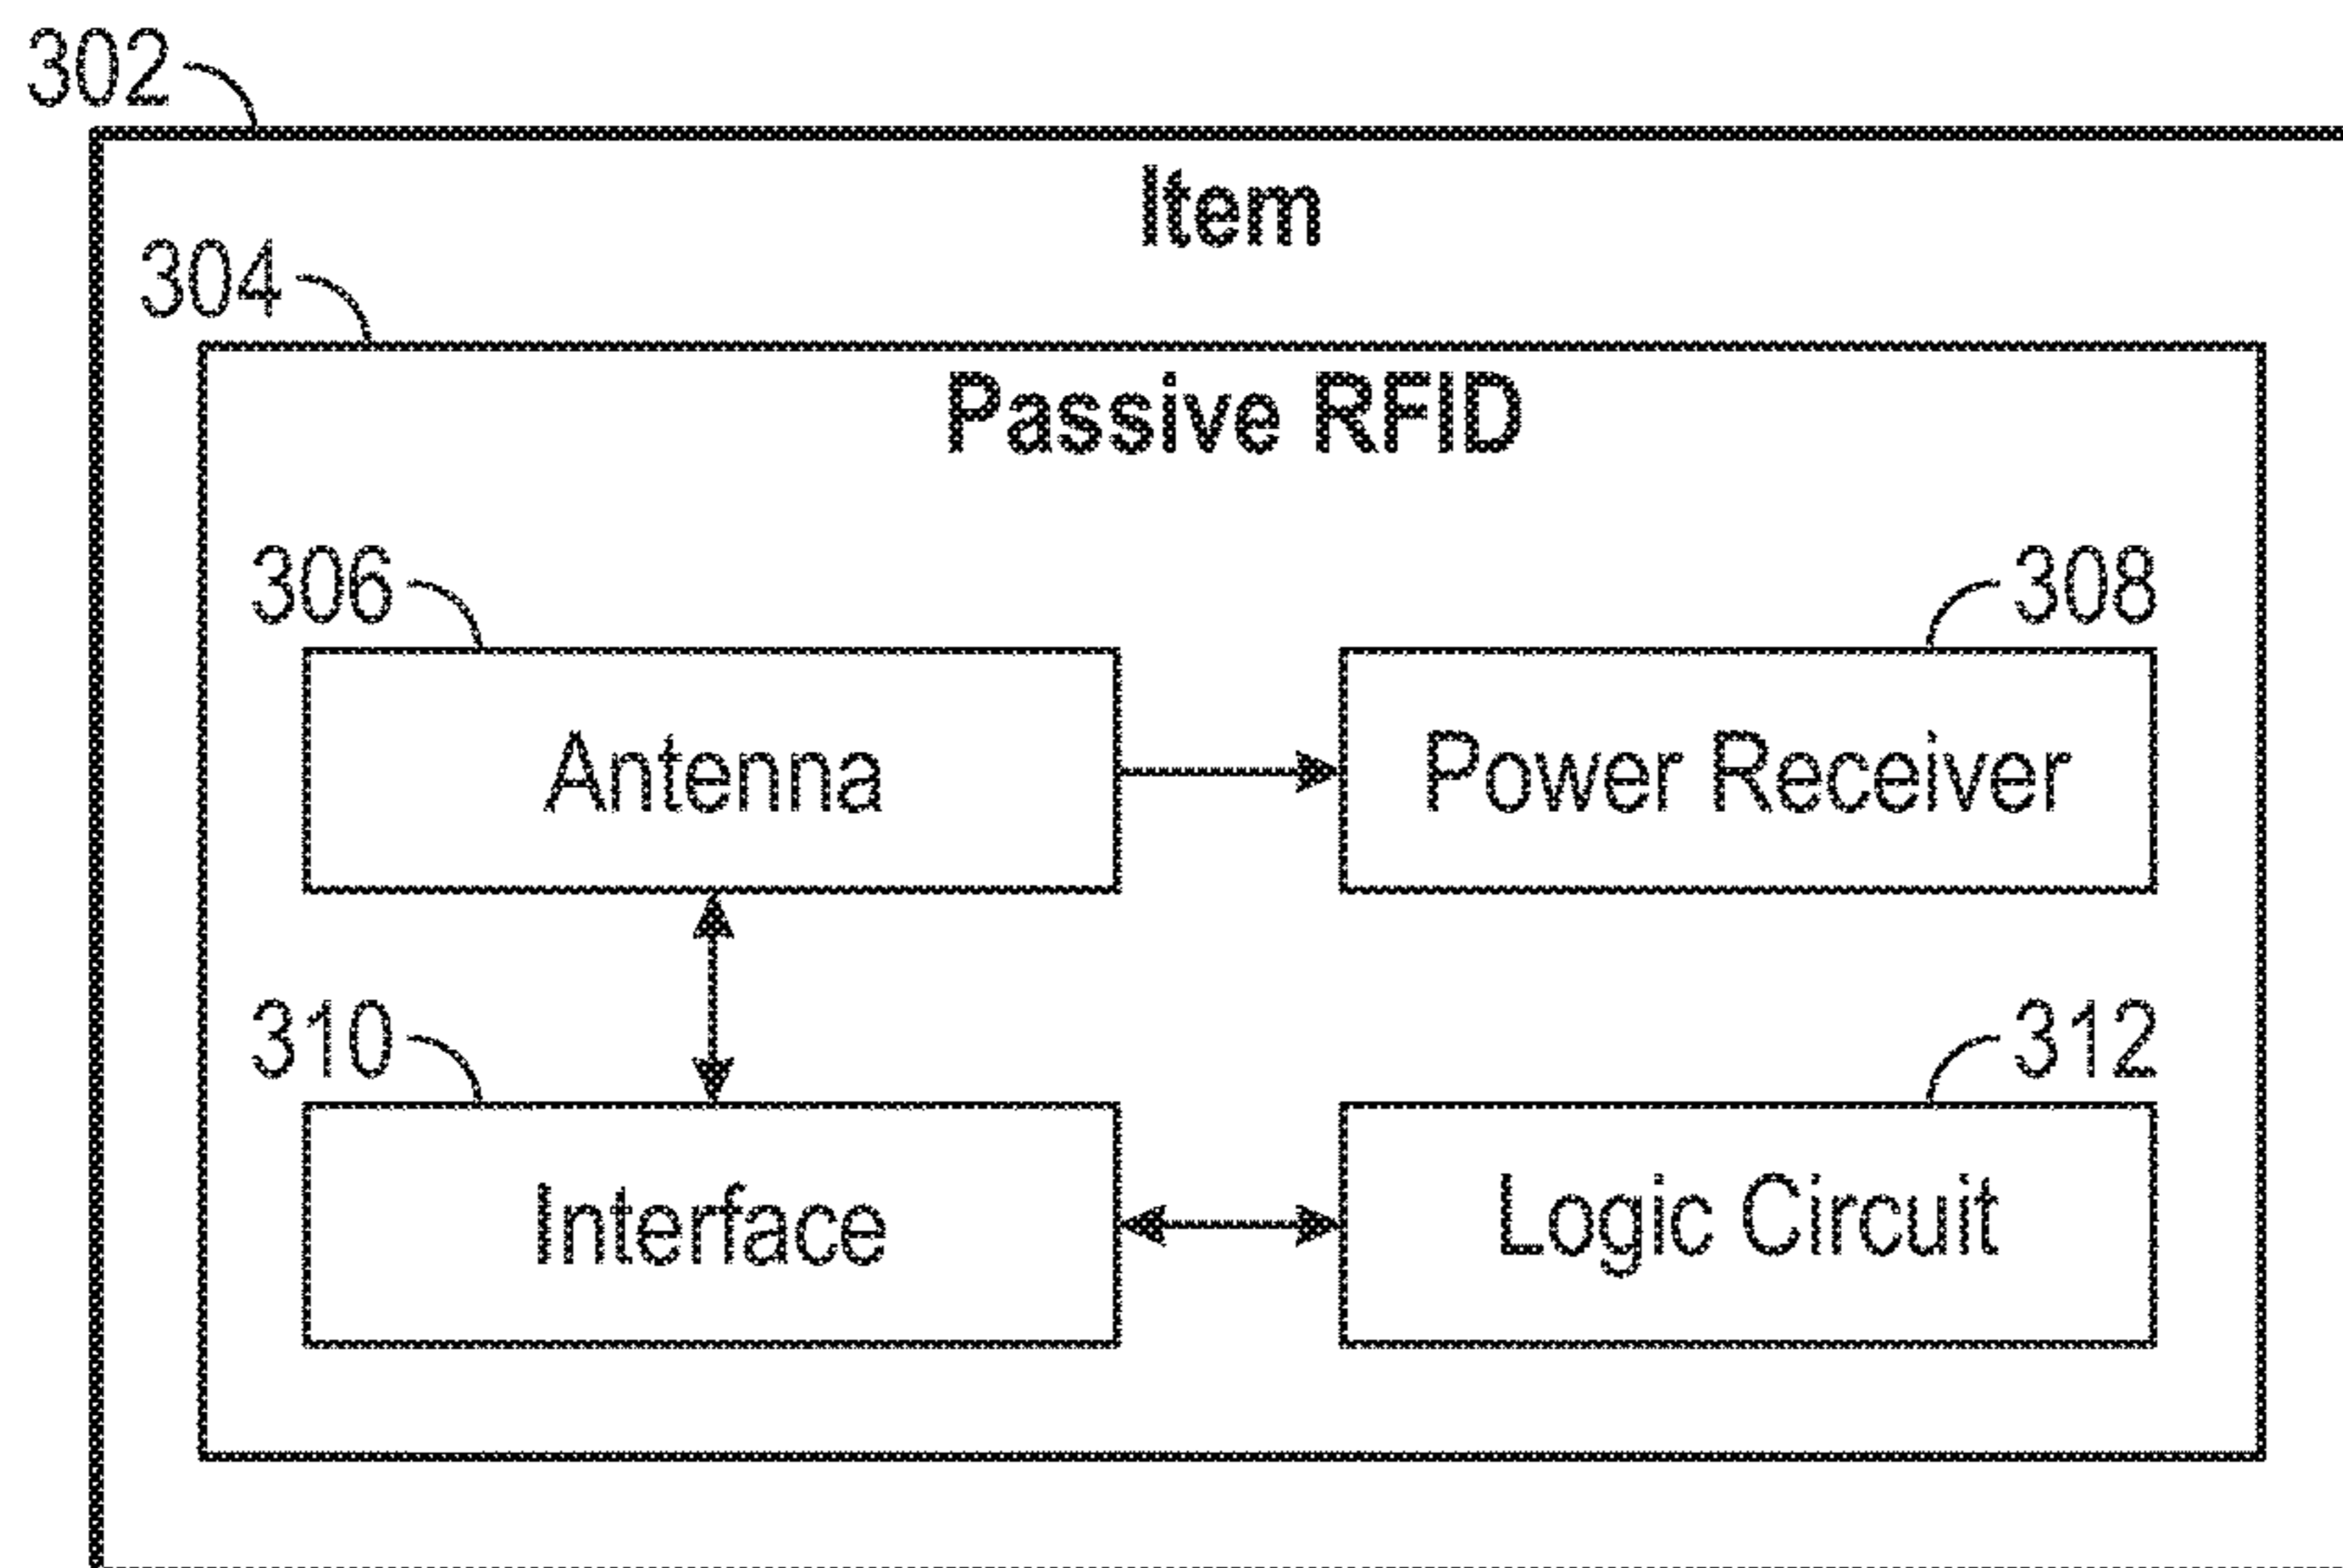 302
Item
304
Passive RFID
306
308
Antenna
Power Receiver
310
312
Interface
Logic Circuit